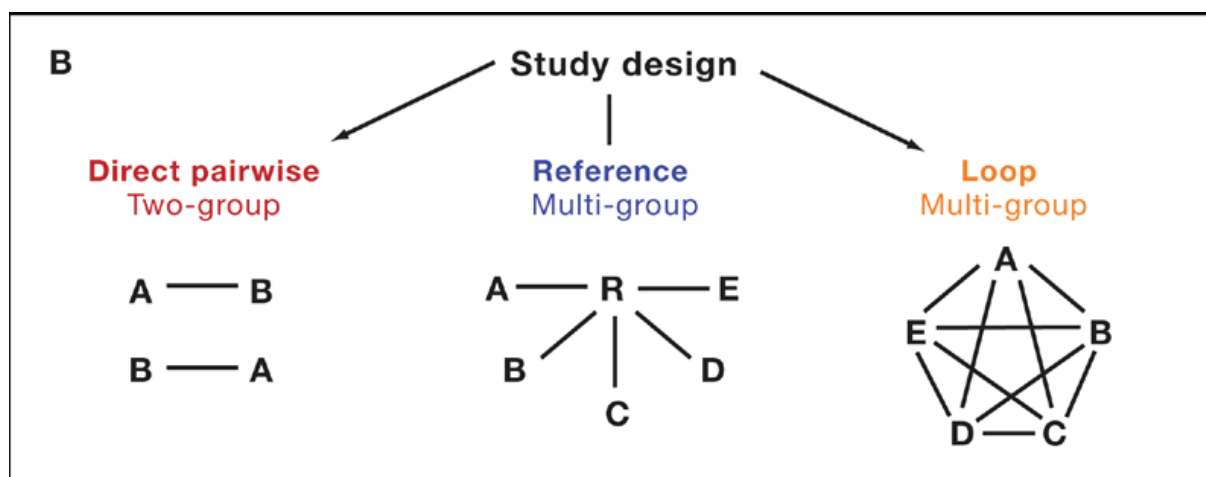 B
Study design
Direct pairwise
Two-group
Reference
Multi-group
Loop
Multi-group
A B
B A
A R E
B D
C
A
E B
D C